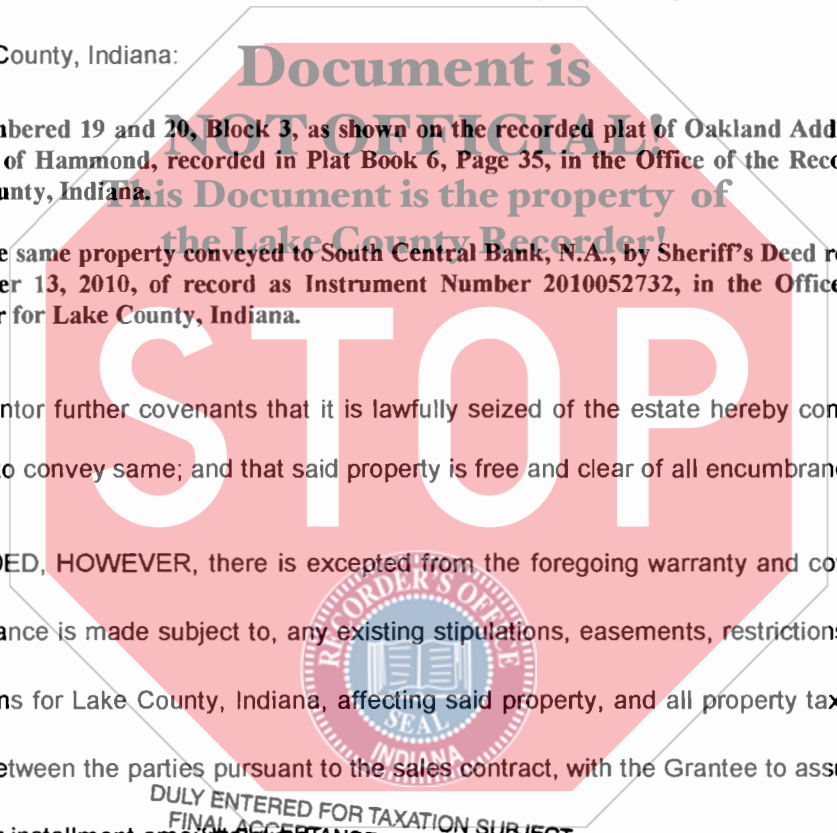 County, Indiana:
Document is
NOT OFFICIAL!
nbered 19 and 20, Block 3, as shown on the recorded plat of Oakland Add
of Hammond, recorded in Plat Book 6, Page 35, in the Office of the Reco
unty, Indiana.
This Document is the property of
the Lake County Recorder!
e same property conveyed to South Central Bank, N.A., by Sheriff's Deed r
er 13, 2010, of record as Instrument Number 2010052732, in the Office
r for Lake County, Indiana.
STOP
ntor further covenants that it is lawfully seized of the estate hereby con
to convey same; and that said property is free and clear of all encumbran
DED, HOWEVER, there is excepted from the foregoing warranty and co
ance is made subject to, any existing stipulations, easements, restrictions
ns for Lake County, Indiana, affecting said property, and all property tax
etween the parties pursuant to the sales contract, with the Grantee to ass
RECORDER'S OFFICE
SEAL
INDIANA
DULY ENTERED FOR TAXATION SUBJECT
FINAL ACCEPTANCE
installment